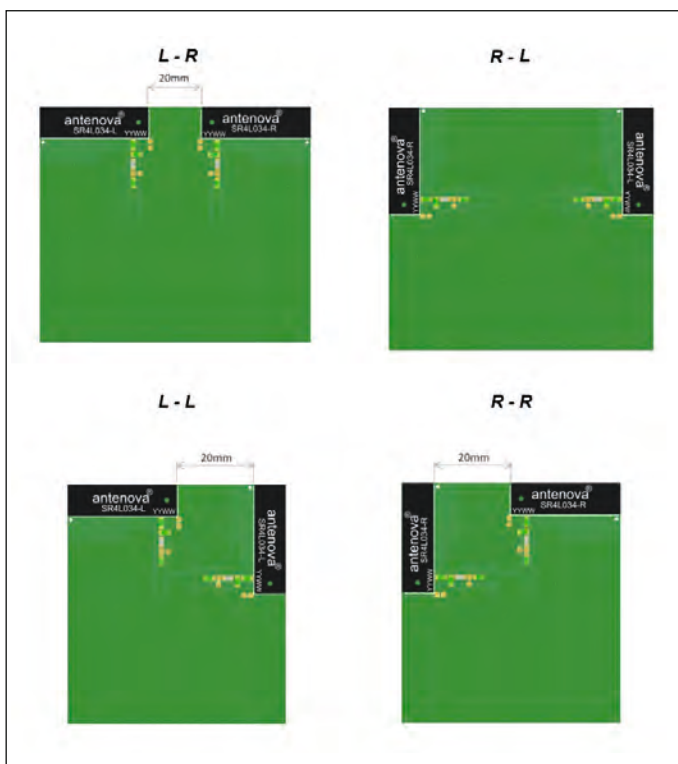 L - R
20mm
antenova®
SR4L034-L
YYWW
antenova®
SR4L034-R
YYWW
R - L
antenova®
SR4L034-R
YYWW
antenova®
SR4L034-L
YYWW
L - L
20mm
antenova®
SR4L034-L
YYWW
antenova®
SR4L034-L
YYWW
R - R
20mm
antenova®
SR4L034-R
YYWW
antenova®
SR4L034-R
YYWW